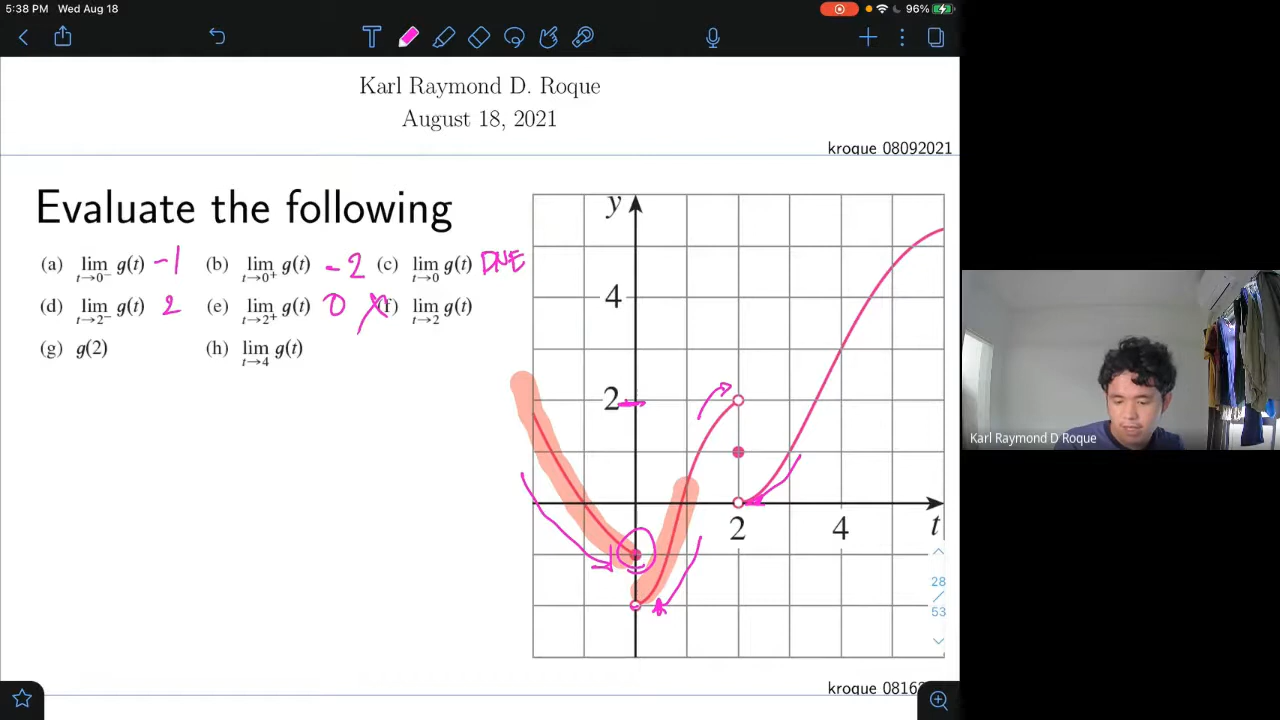 5:38 PM Wed Aug 18
96%
Karl Raymond D. Roque
August 18, 2021
kroque 08092021
Evaluate the following
(a) lim t→0⁻ g(t) -1 (b) lim t→0⁺ g(t) -2 (c) lim t→0 g(t) DNE
(d) lim t→2⁻ g(t) 2 (e) lim t→2⁺ g(t) 0 (f) lim t→2 g(t)
(g) g(2) (h) lim t→4 g(t)
y
4
2
2 4 t
28
53
Karl Raymond D Roque
kroque 0816